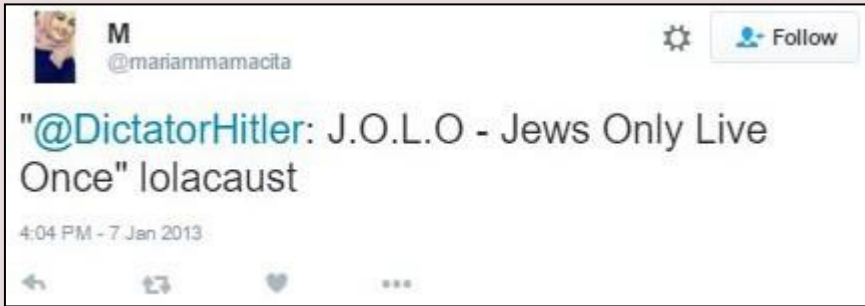 M
Follow
@mariammamacita
"@DictatorHitler: J.O.L.O - Jews Only Live
Once" lolacaust
4:04 PM - 7 Jan 2013